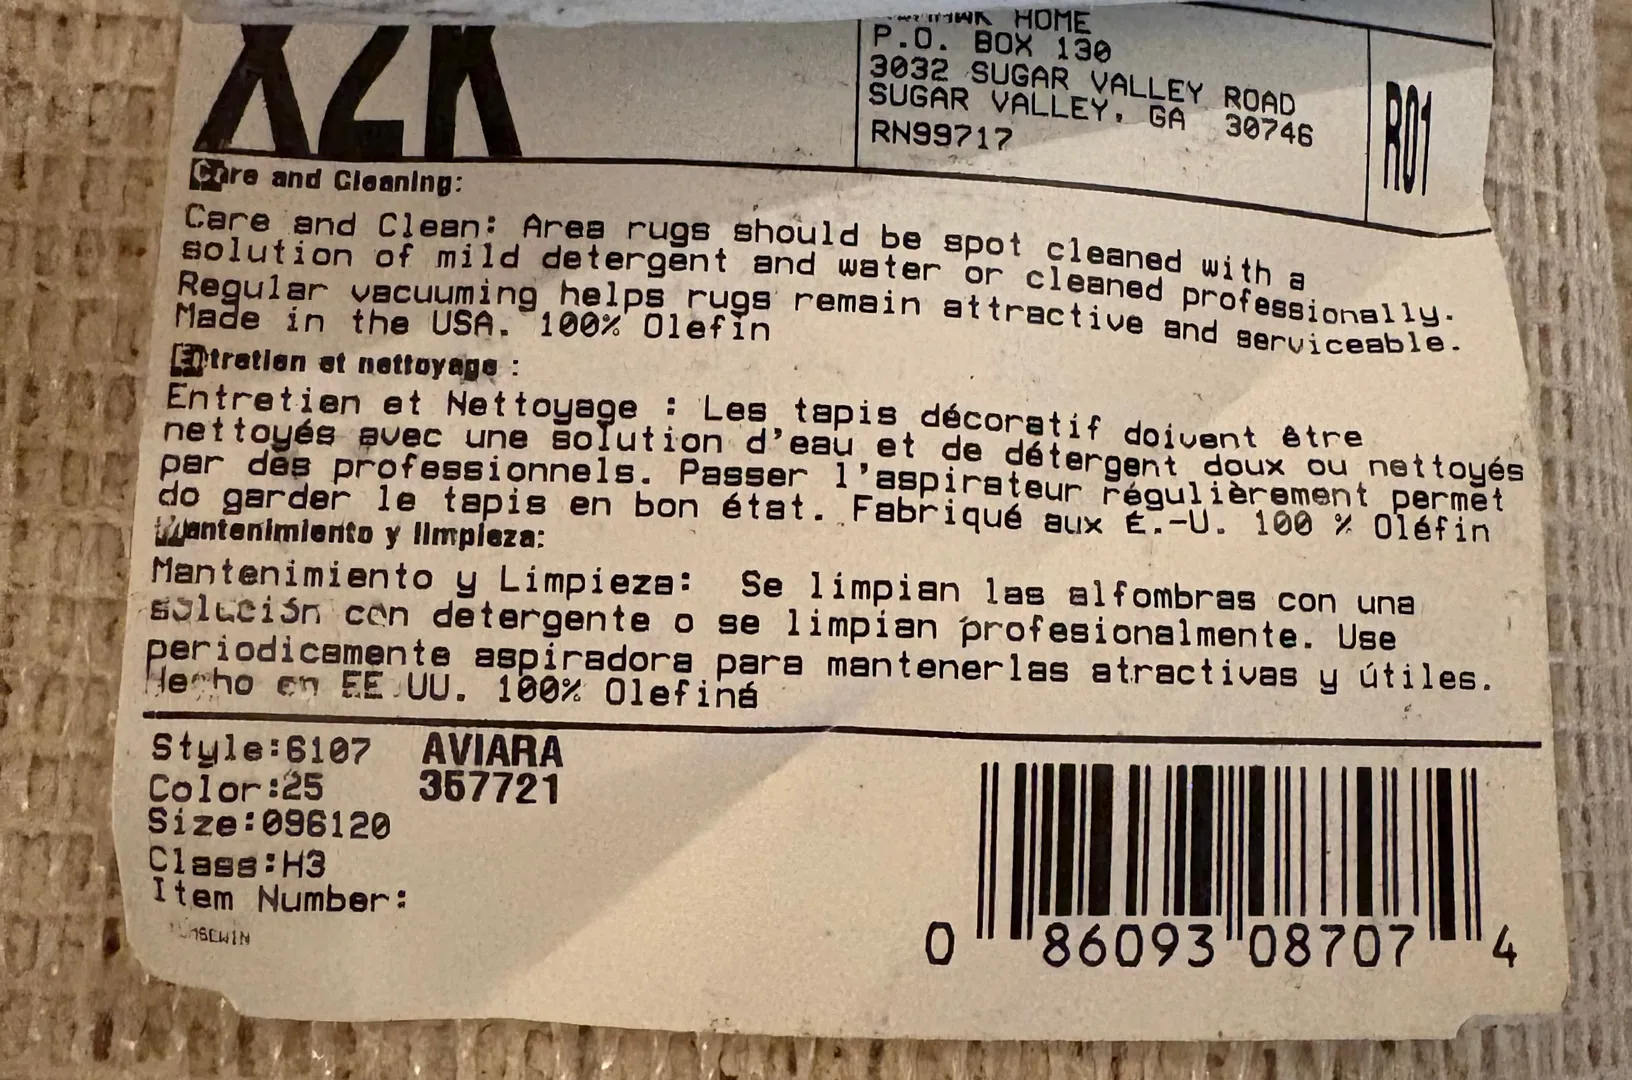 X2K
HOME
P.O. BOX 130
3032 SUGAR VALLEY ROAD
SUGAR VALLEY, GA 30746
RN99717
R01
Care and Cleaning:
Care and Clean: Area rugs should be spot cleaned with a
solution of mild detergent and water or cleaned professionally.
Regular vacuuming helps rugs remain attractive and serviceable.
Made in the USA. 100% Olefin
Entretien et nettoyage :
Entretien et Nettoyage : Les tapis décoratif doivent être
nettoyés avec une solution d'eau et de détergent doux ou nettoyés
par des professionnels. Passer l'aspirateur régulièrement permet
do garder le tapis en bon état. Fabriqué aux É.-U. 100 % Oléfin
Mantenimiento y limpieza:
Mantenimiento y Limpieza: Se limpian las alfombras con una
solución con detergente o se limpian profesionalmente. Use
periodicamente aspiradora para mantenerlas atractivas y útiles.
Hecho en EE.UU. 100% Olefiná
Style:6107 AVIARA
Color:25 357721
Size:096120
Class:H3
Item Number:
0 86093 08707 4